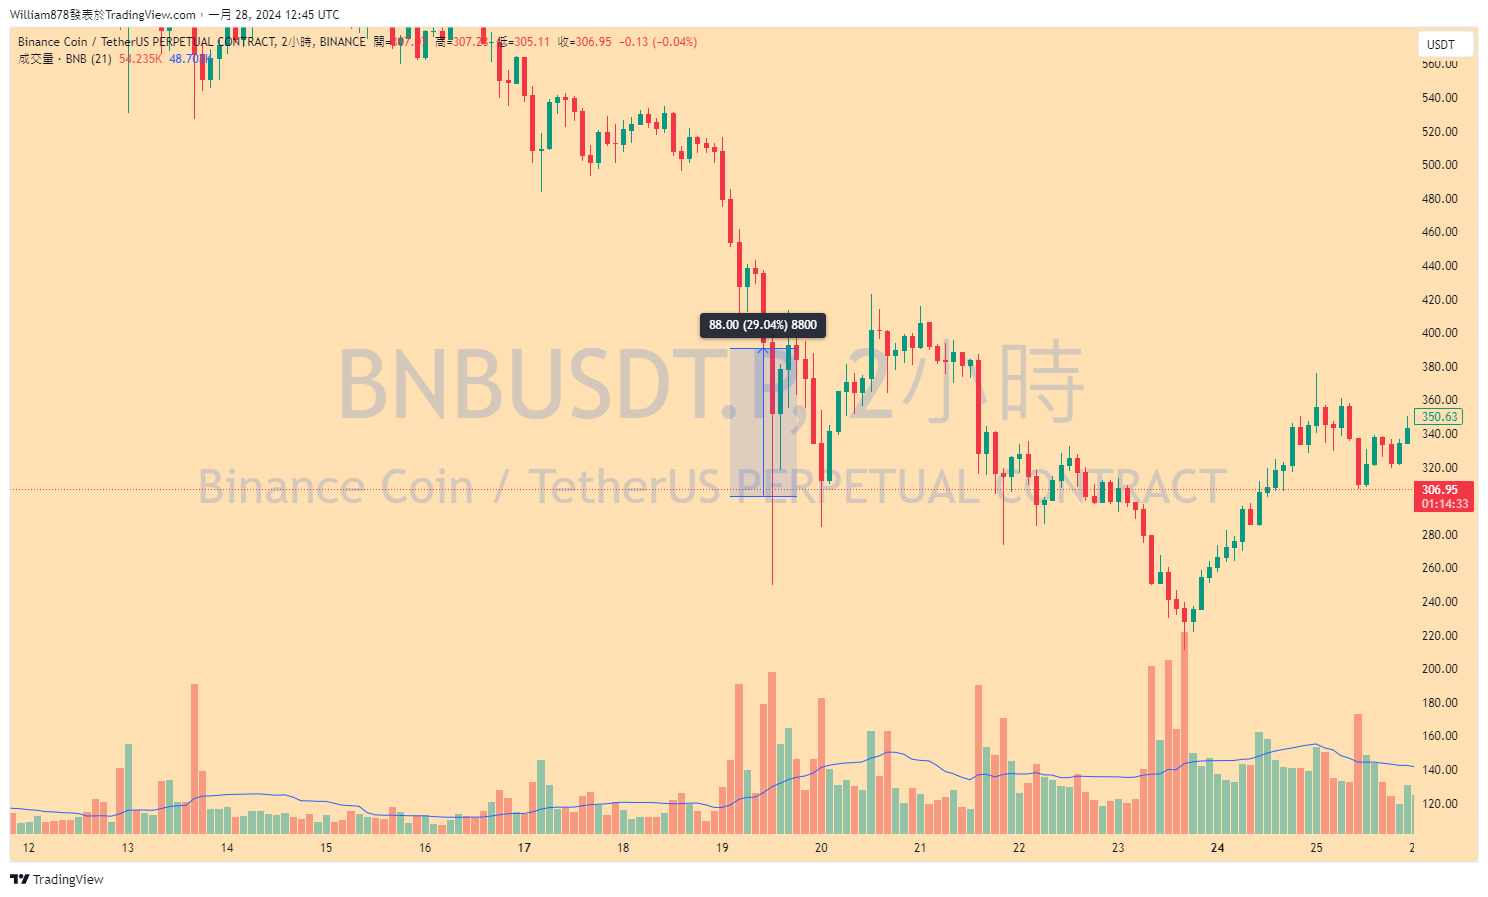 William878發表於TradingView.com，一月 28, 2024 12:45 UTC
Binance Coin / TetherUS PERPETUAL CONTRACT, 2小時, BINANCE 高=307.23 低=305.11 收=306.95 −0.13 (−0.04%)
成交量・BNB (21) 54.235K
USDT
560.00
540.00
520.00
500.00
480.00
460.00
440.00
420.00
88.00 (29.04%) 8800
400.00
BNBUSDT.P, 2小時
380.00
360.00
350.63
340.00
320.00
Binance Coin / TetherUS PERPETUAL CONTRACT
306.95
01:14:33
280.00
260.00
240.00
220.00
200.00
180.00
160.00
140.00
120.00
12 13 14 15 16 17 18 19 20 21 22 23 24 25 2
TradingView